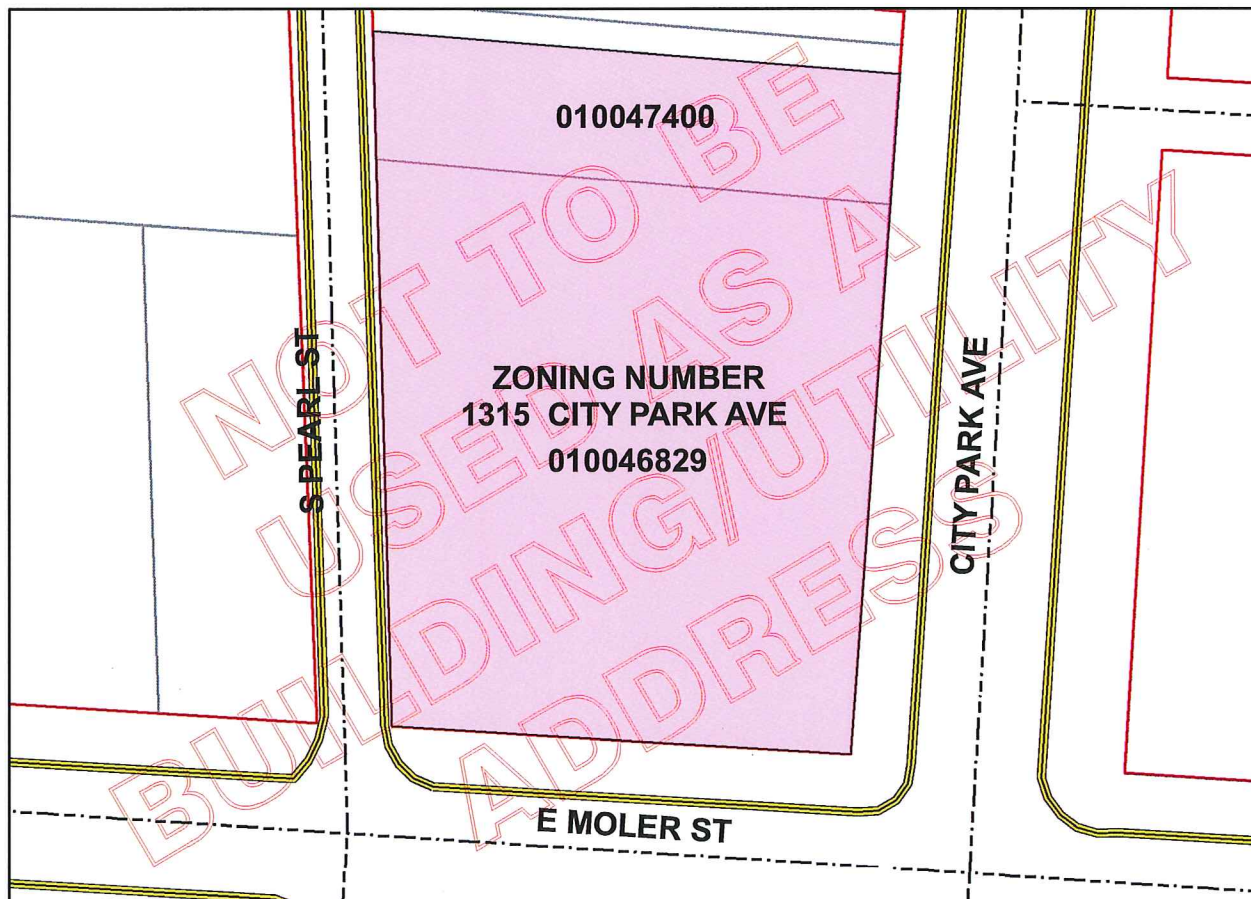 010047400
ZONING NUMBER
1315 CITY PARK AVE
010046829
S PEARL ST
CITY PARK AVE
E MOLER ST
NOT TO BE
USED AS A
BUILDING/UTILITY
ADDRESS